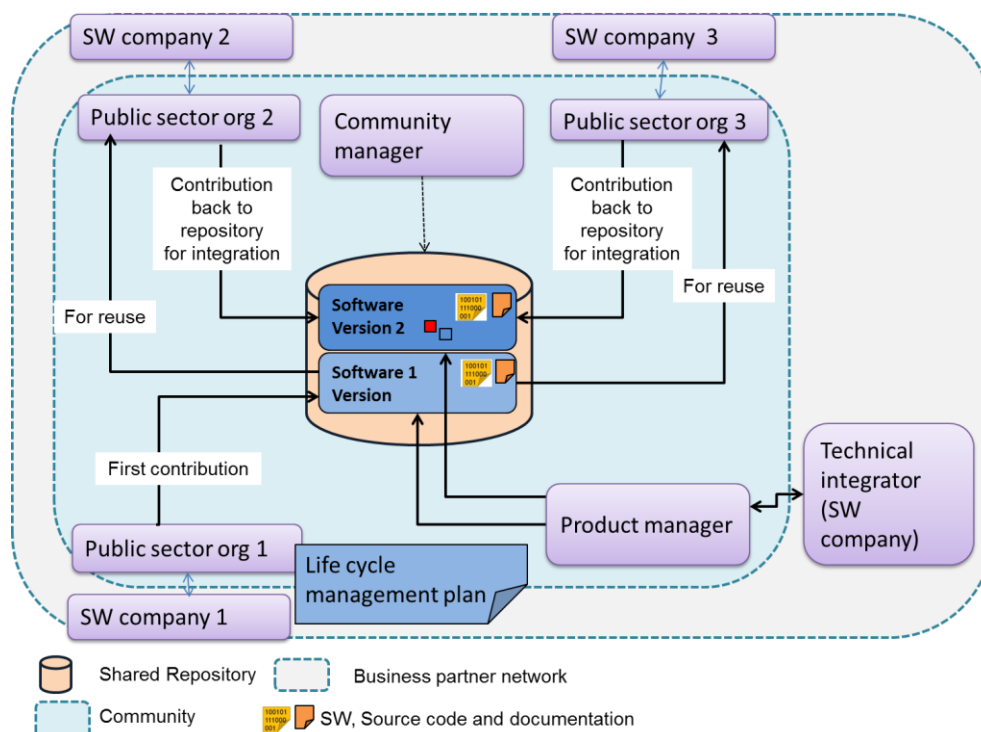 SW company 2
SW company 3
Public sector org 2
Public sector org 3
Community
manager
Contribution
back to
repository
for integration
Contribution
back to
repository
for integration
For reuse
For reuse
Software
Version 2
100101
111000
001
Software 1
Version
100101
111000
001
First contribution
Technical
integrator
(SW
company)
Product manager
Public sector org 1
Life cycle
management plan
SW company 1
Shared Repository
Business partner network
Community
100101
111000
001
SW, Source code and documentation